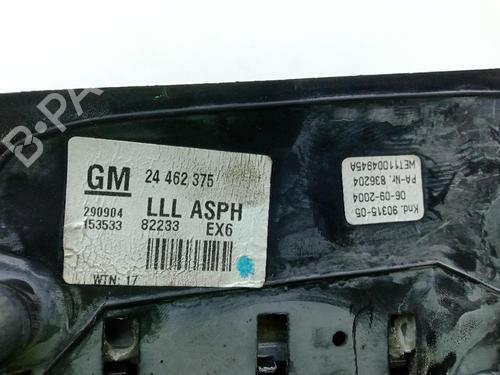 B-PA
GM 24 462 375
290904 LLL ASPH
153533 82233 EX6
WTN: 17
Knd. 90315-05
06-09-2004
PA-Nr. 836204
WET11004945A